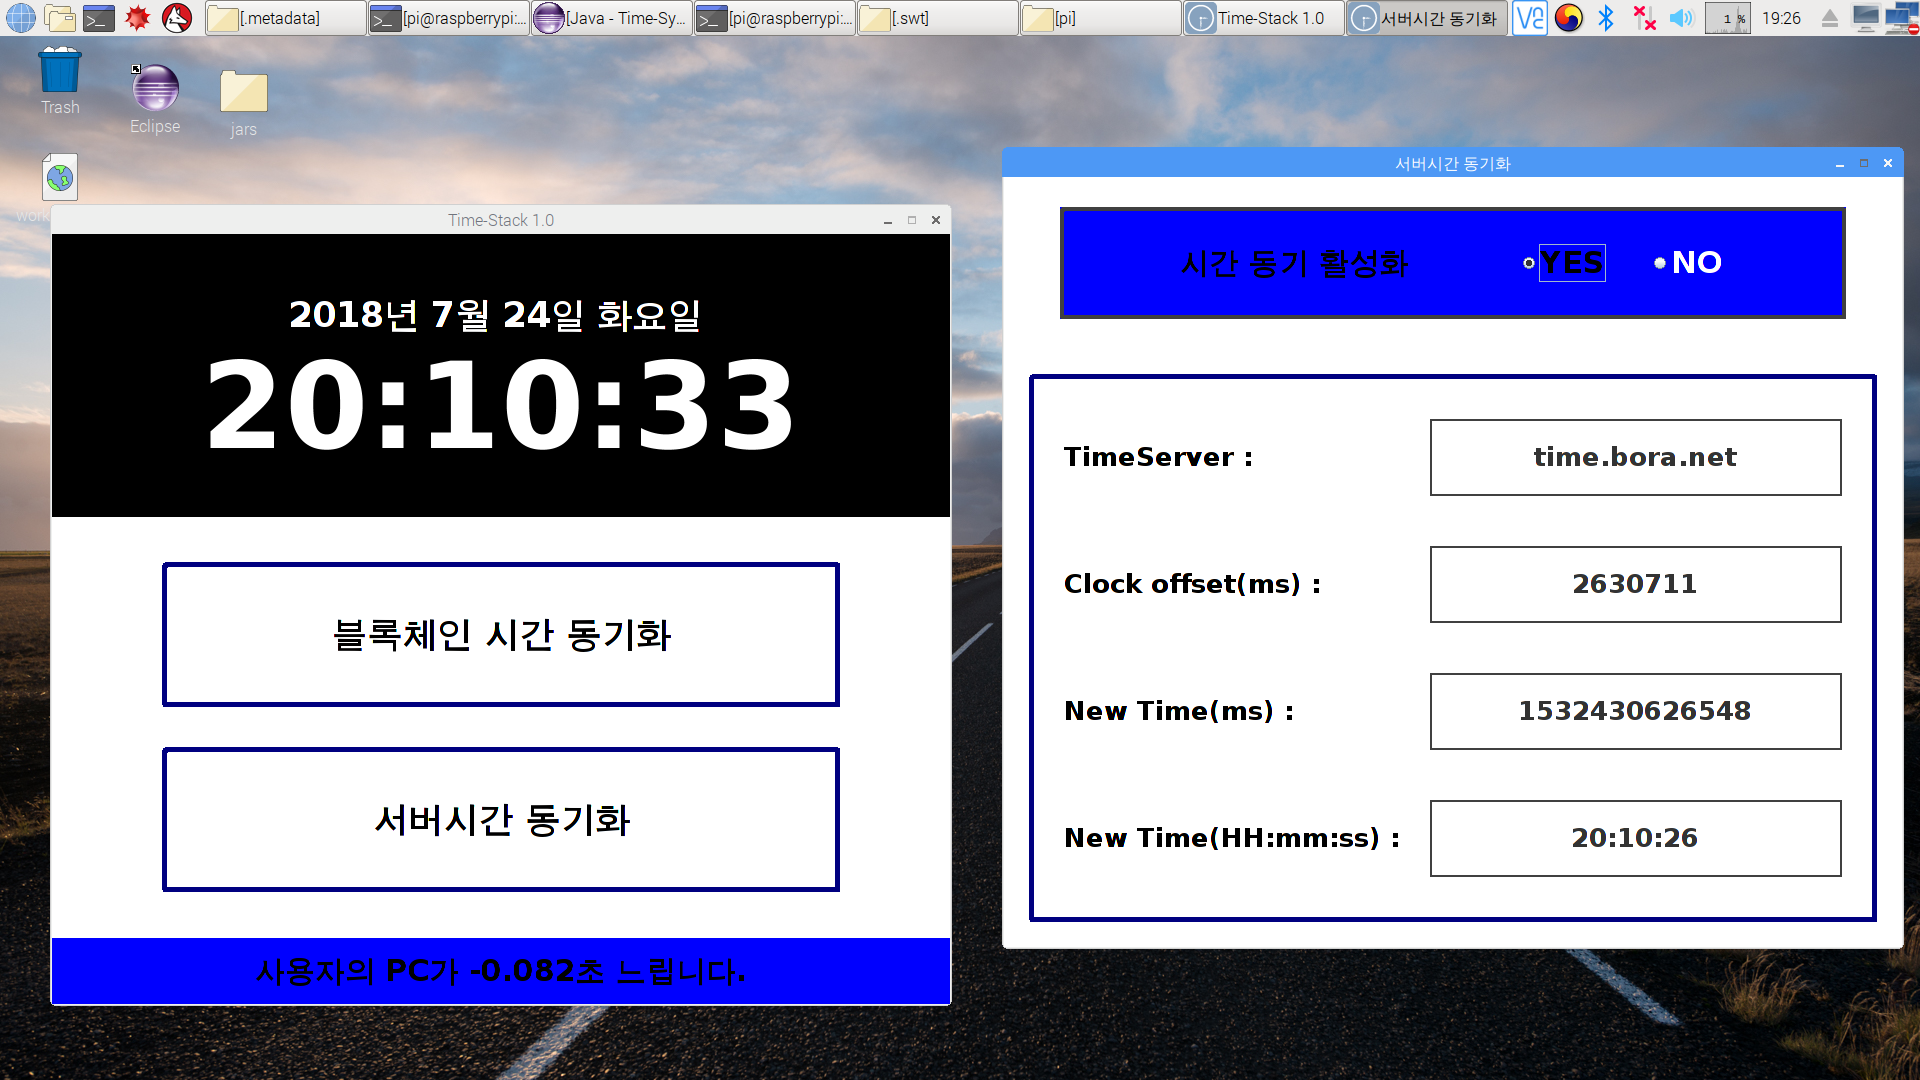 [.metadata]
[pi@raspberrypi:...
[Java - Time-Sy...
[pi@raspberrypi:...
[.swt]
[pi]
Time-Stack 1.0
서버시간 동기화
1 %
19:26
Trash
Eclipse
jars
Time-Stack 1.0
2018년 7월 24일 화요일
20:10:33
블록체인 시간 동기화
서버시간 동기화
사용자의 PC가 -0.082초 느립니다.
서버시간 동기화
시간 동기 활성화 YES NO
TimeServer : time.bora.net
Clock offset(ms) : 2630711
New Time(ms) : 1532430626548
New Time(HH:mm:ss) : 20:10:26